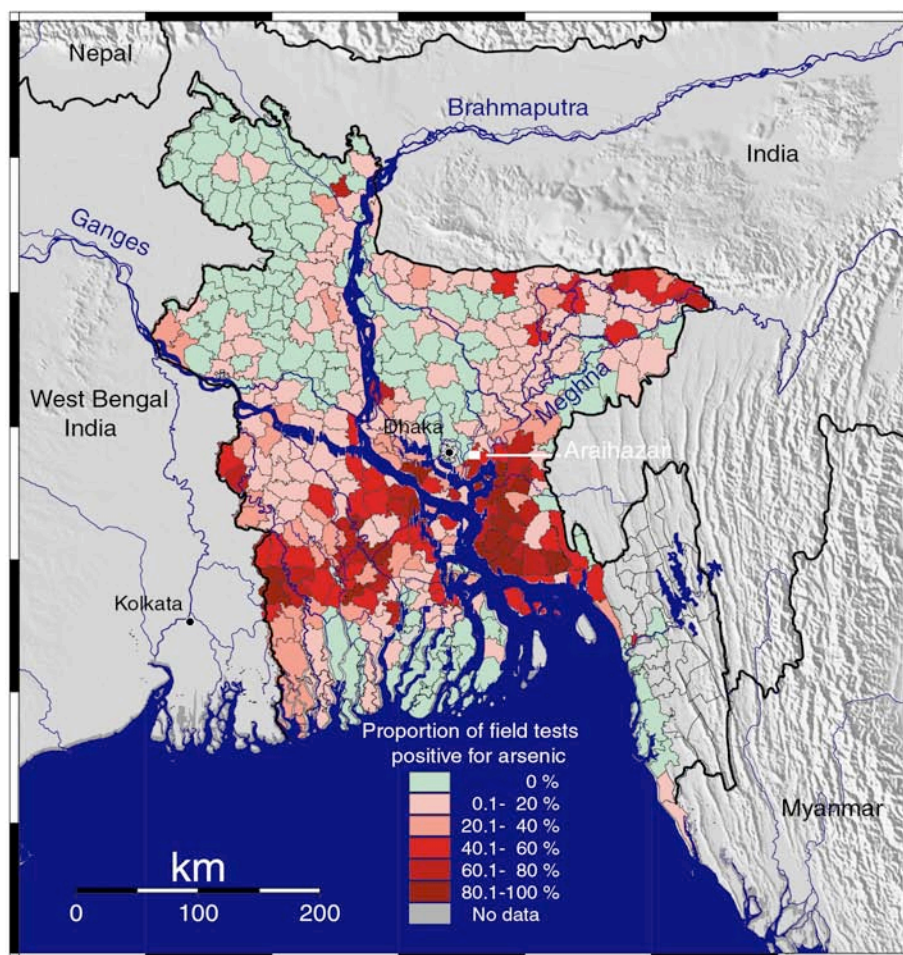 Nepal
Brahmaputra
India
Ganges
West Bengal
India
Meghna
Dhaka
Araihazar
Kolkata
Proportion of field tests
positive for arsenic
0 %
0.1- 20 %
20.1- 40 %
40.1- 60 %
60.1- 80 %
80.1-100 %
No data
Myanmar
km
0 100 200